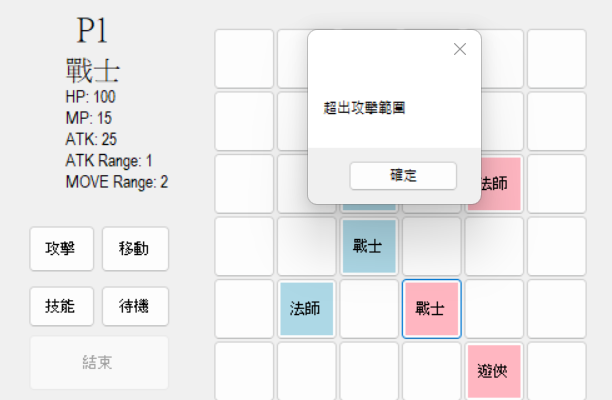 P1
戰士
HP: 100
MP: 15
ATK: 25
ATK Range: 1
MOVE Range: 2
攻擊 移動
技能 待機
結束
超出攻擊範圍
確定
法師
戰士
法師 戰士
遊俠